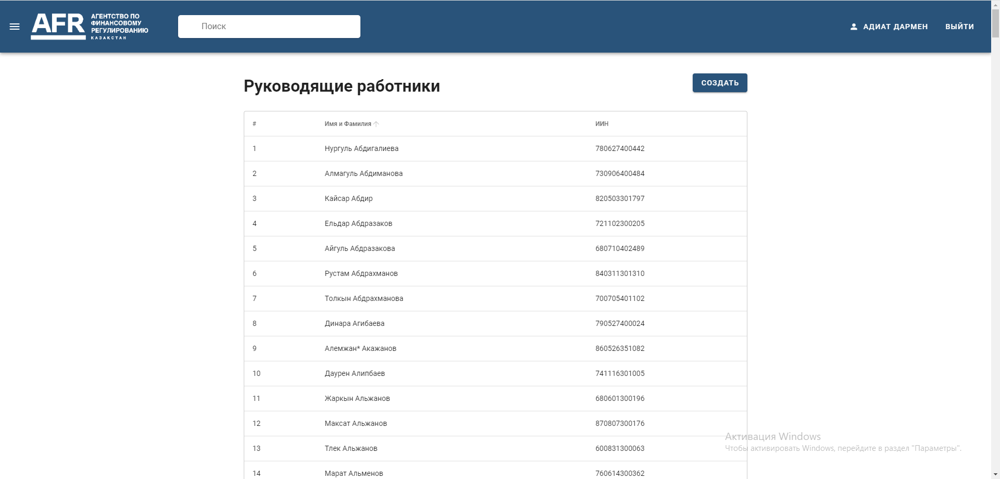 AFR
АГЕНТСТВО ПО
ФИНАНСОВОМУ
РЕГУЛИРОВАНИЮ
КАЗАКСТАН
Поиск
АДИАТ ДАРМЕН
ВЫЙТИ
Руководящие работники
СОЗДАТЬ
# Имя и Фамилия ИИН
1 Нургуль Абдигалиева 780627400442
2 Алмагуль Абдиманова 730906400484
3 Кайсар Абдир 820503301797
4 Ельдар Абдразаков 721102300205
5 Айгуль Абдразакова 680710402489
6 Рустам Абдрахманов 840311301310
7 Толкын Абдрахманова 700705401102
8 Динара Агибаева 790527400024
9 Алемжан* Акажанов 860526351082
10 Даурен Алипбаев 741116301005
11 Жаркын Альжанов 680601300196
12 Максат Альжанов 870807300176
13 Тлек Альжанов 600831300063
14 Марат Альменов 760614300362
Активация Windows
Чтобы активировать Windows, перейдите в раздел "Параметры".